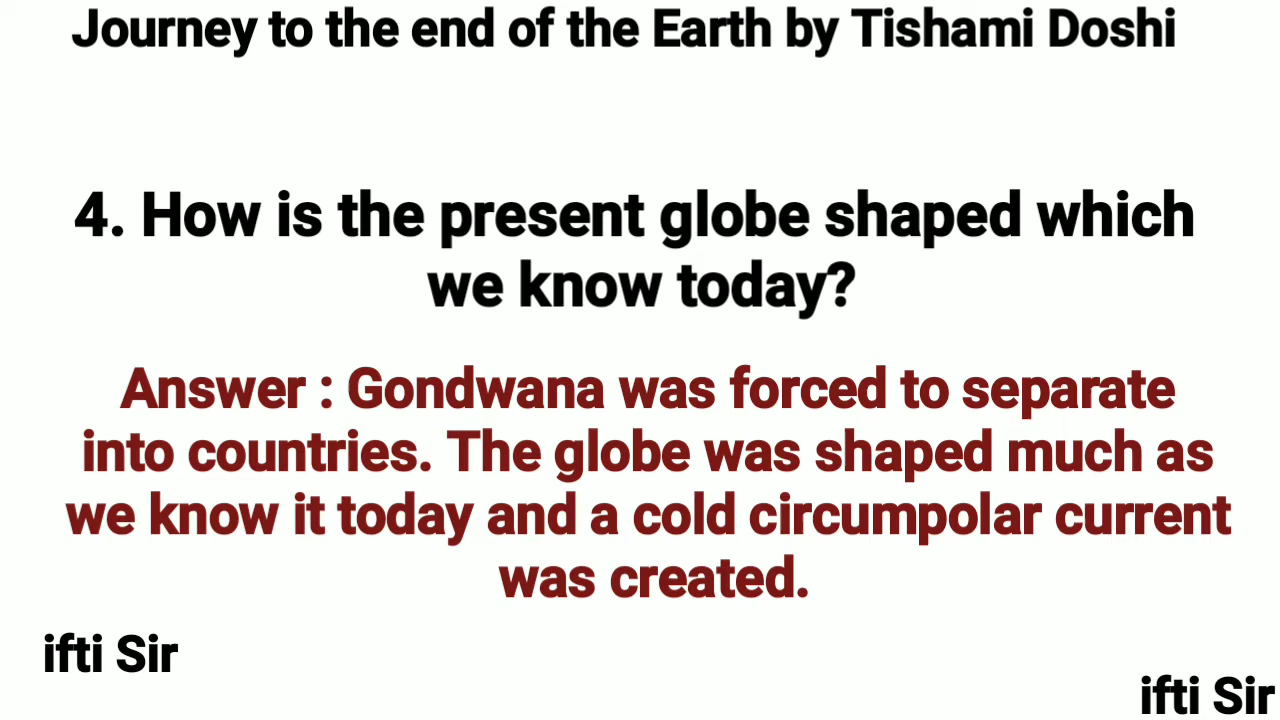 Journey to the end of the Earth by Tishami Doshi
4. How is the present globe shaped which
we know today?
Answer : Gondwana was forced to separate
into countries. The globe was shaped much as
we know it today and a cold circumpolar current
was created.
ifti Sir
ifti Sir